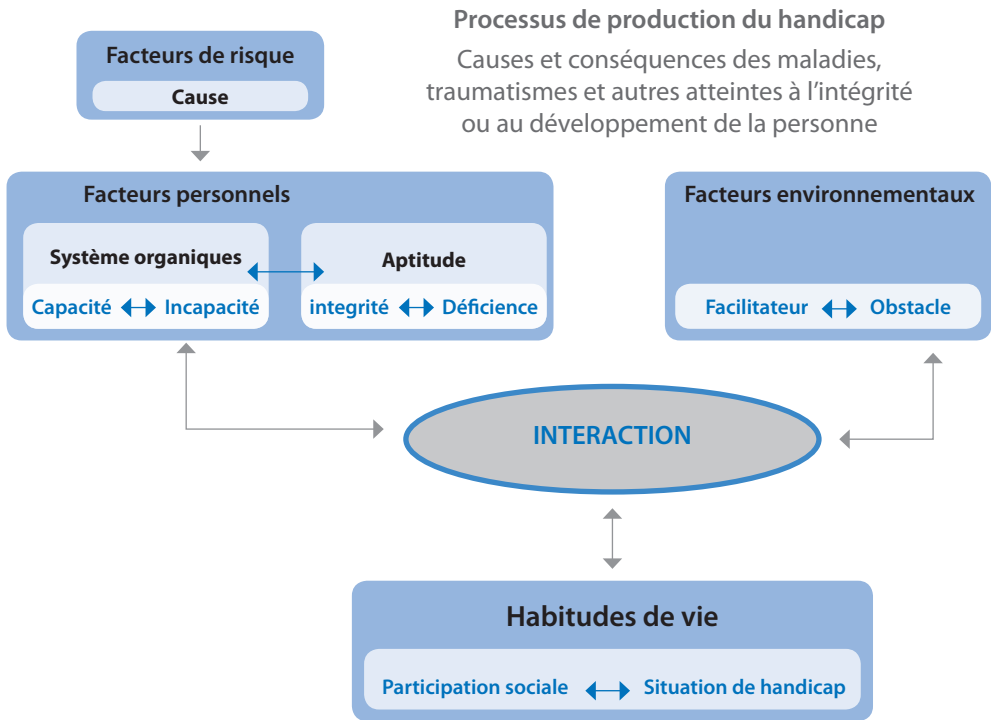 Processus de production du handicap
Causes et conséquences des maladies,
traumatismes et autres atteintes à l'intégrité
ou au développement de la personne
Facteurs de risque
Cause
Facteurs personnels
Système organiques
Capacité
Incapacité
Aptitude
integrité
Déficience
Facteurs environnementaux
Facilitateur
Obstacle
INTERACTION
Habitudes de vie
Participation sociale
Situation de handicap